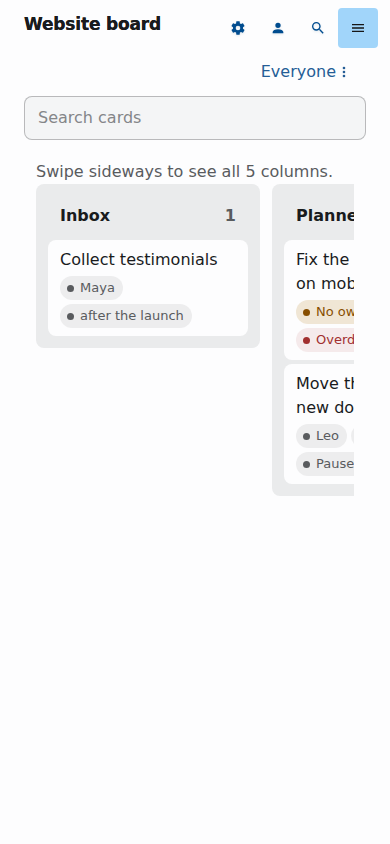 Website board
Everyone
Search cards
Swipe sideways to see all 5 columns.
Inbox 1
Collect testimonials
Maya
after the launch
Fix the
on mob
No ow
Overd
Move
new do
Leo
Pause